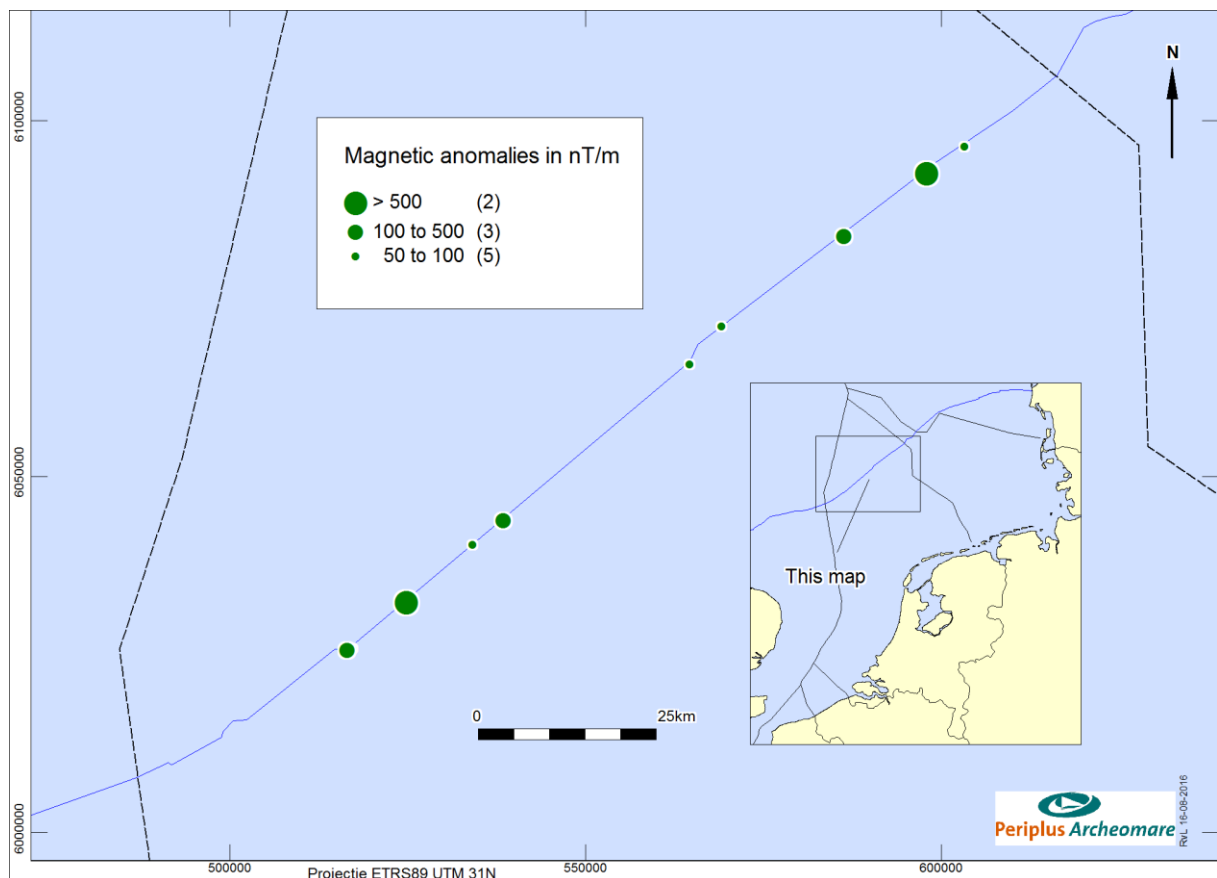 N
6100000
6050000
6000000
Magnetic anomalies in nT/m
> 500 (2)
100 to 500 (3)
50 to 100 (5)
This map
0 25km
Periplus Archeomare
RvL 16-08-2016
500000 550000 600000
Projectie ETRS89 UTM 31N